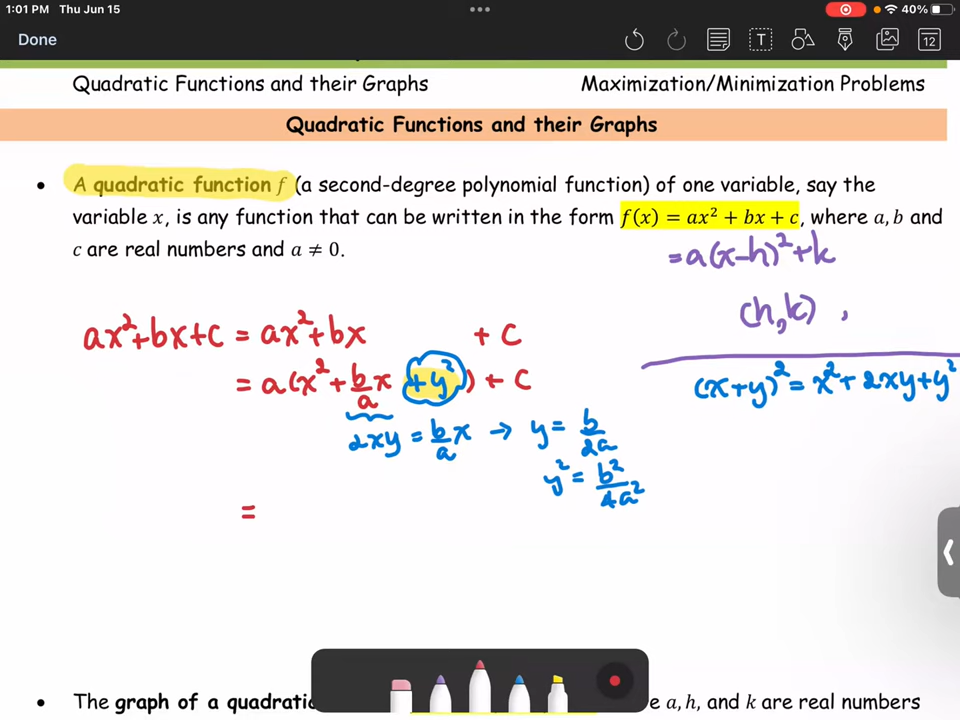 1:01 PM Thu Jun 15 40%
Done T 12
Quadratic Functions and their Graphs Maximization/Minimization Problems
Quadratic Functions and their Graphs
• A quadratic function f (a second-degree polynomial function) of one variable, say the
variable x, is any function that can be written in the form f(x) = ax² + bx + c, where a, b and
c are real numbers and a ≠ 0.
= a(x-h)² + k
(h, k) ,
ax² + bx + c = ax² + bx + c
= a(x² + b/a x + y²) + c
(x+y)² = x² + 2xy + y²
2xy = b/a x → y = b/2a
y² = b²/4a²
=
• The graph of a quadrati e a, h, and k are real numbers